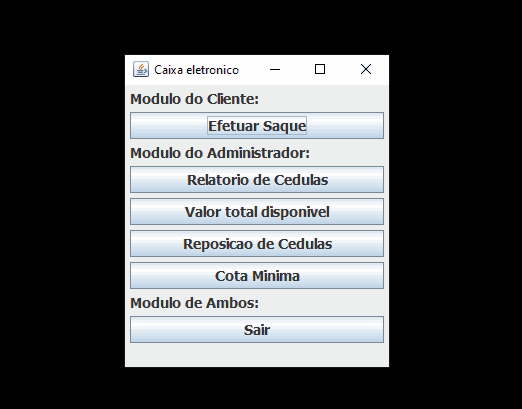 Caixa eletronico
Modulo do Cliente:
Efetuar Saque
Modulo do Administrador:
Relatorio de Cedulas
Valor total disponivel
Reposicao de Cedulas
Cota Minima
Modulo de Ambos:
Sair